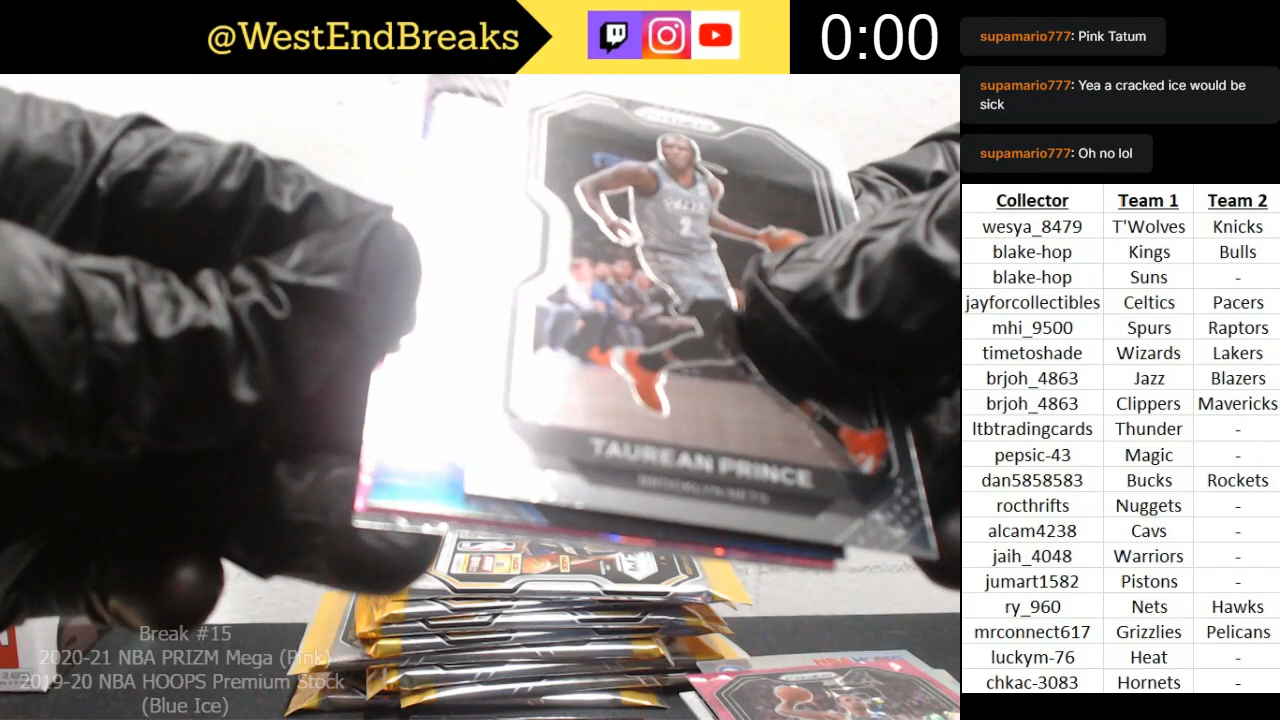 @WestEndBreaks
0:00
supamario777: Pink Tatum
supamario777: Yea a cracked ice would be
sick
supamario777: Oh no lol
Collector Team 1 Team 2
wesya_8479 T'Wolves Knicks
blake-hop Kings Bulls
blake-hop Suns -
jayforcollectibles Celtics Pacers
mhi_9500 Spurs Raptors
timetoshade Wizards Lakers
brjoh_4863 Jazz Blazers
brjoh_4863 Clippers Mavericks
ltbtradingcards Thunder -
pepsic-43 Magic -
dan5858583 Bucks Rockets
rocthrifts Nuggets -
alcam4238 Cavs -
jaih_4048 Warriors -
jumart1582 Pistons -
ry_960 Nets Hawks
mrconnect617 Grizzlies Pelicans
luckym-76 Heat -
chkac-3083 Hornets -
2
TAUREAN PRINCE
BROOKLYN NETS
Break #15
2020-21 NBA PRIZM Mega (Pink)
2019-20 NBA HOOPS Premium Stock
(Blue Ice)